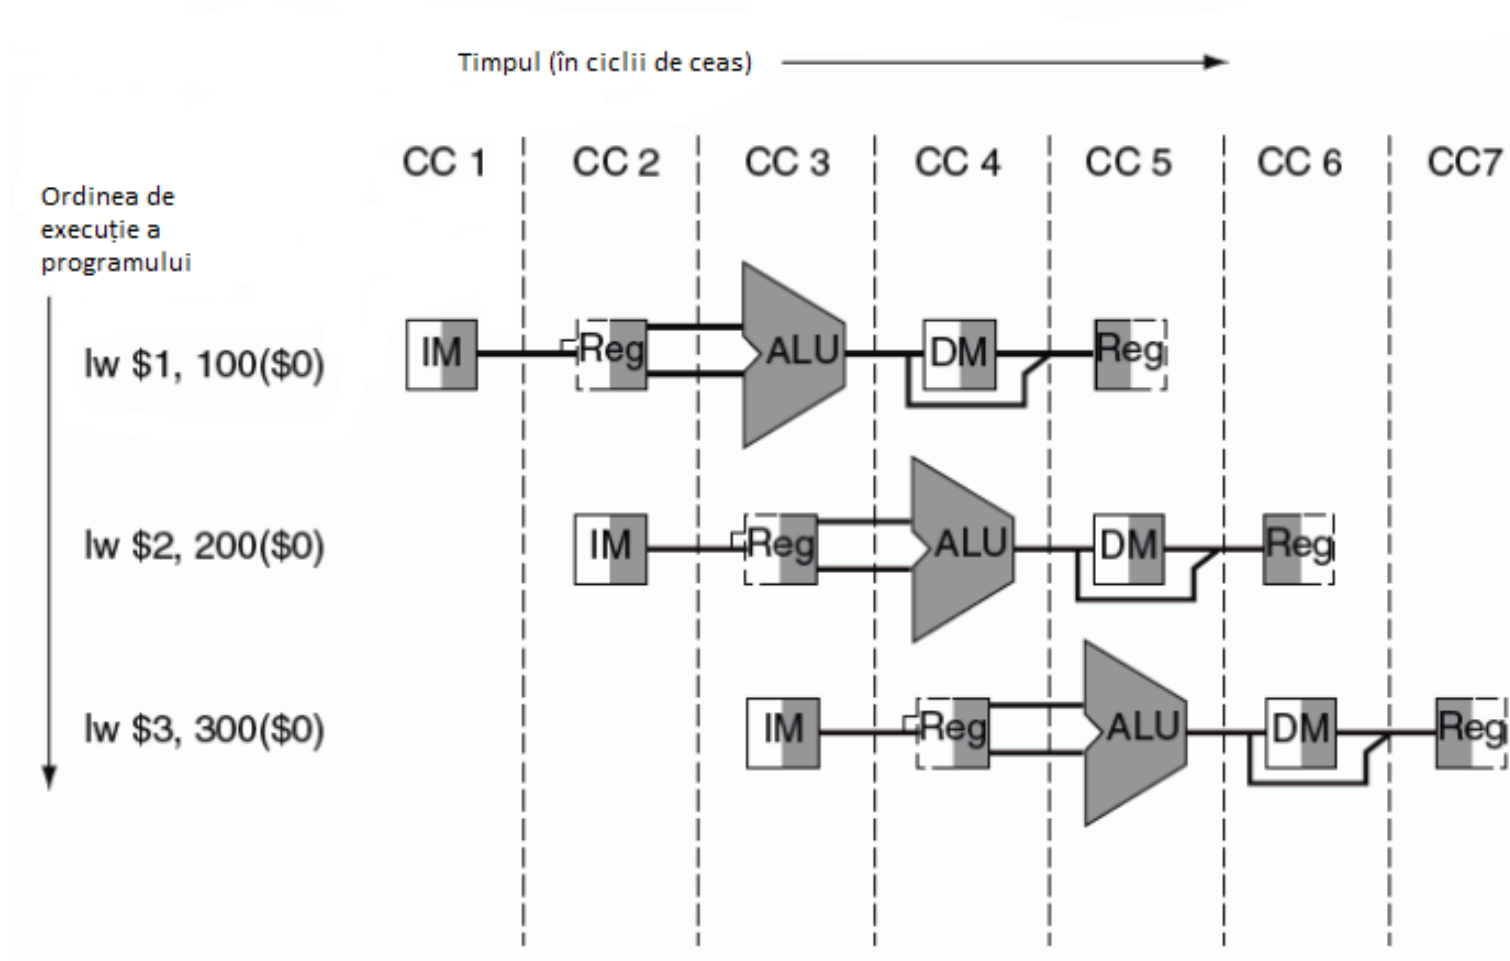 Timpul (în ciclii de ceas)
CC 1 CC 2 CC 3 CC 4 CC 5 CC 6 CC7
Ordinea de
execuție a
programului
lw $1, 100($0) IM Reg ALU DM Reg
lw $2, 200($0) IM Reg ALU DM Reg
lw $3, 300($0) IM Reg ALU DM Reg